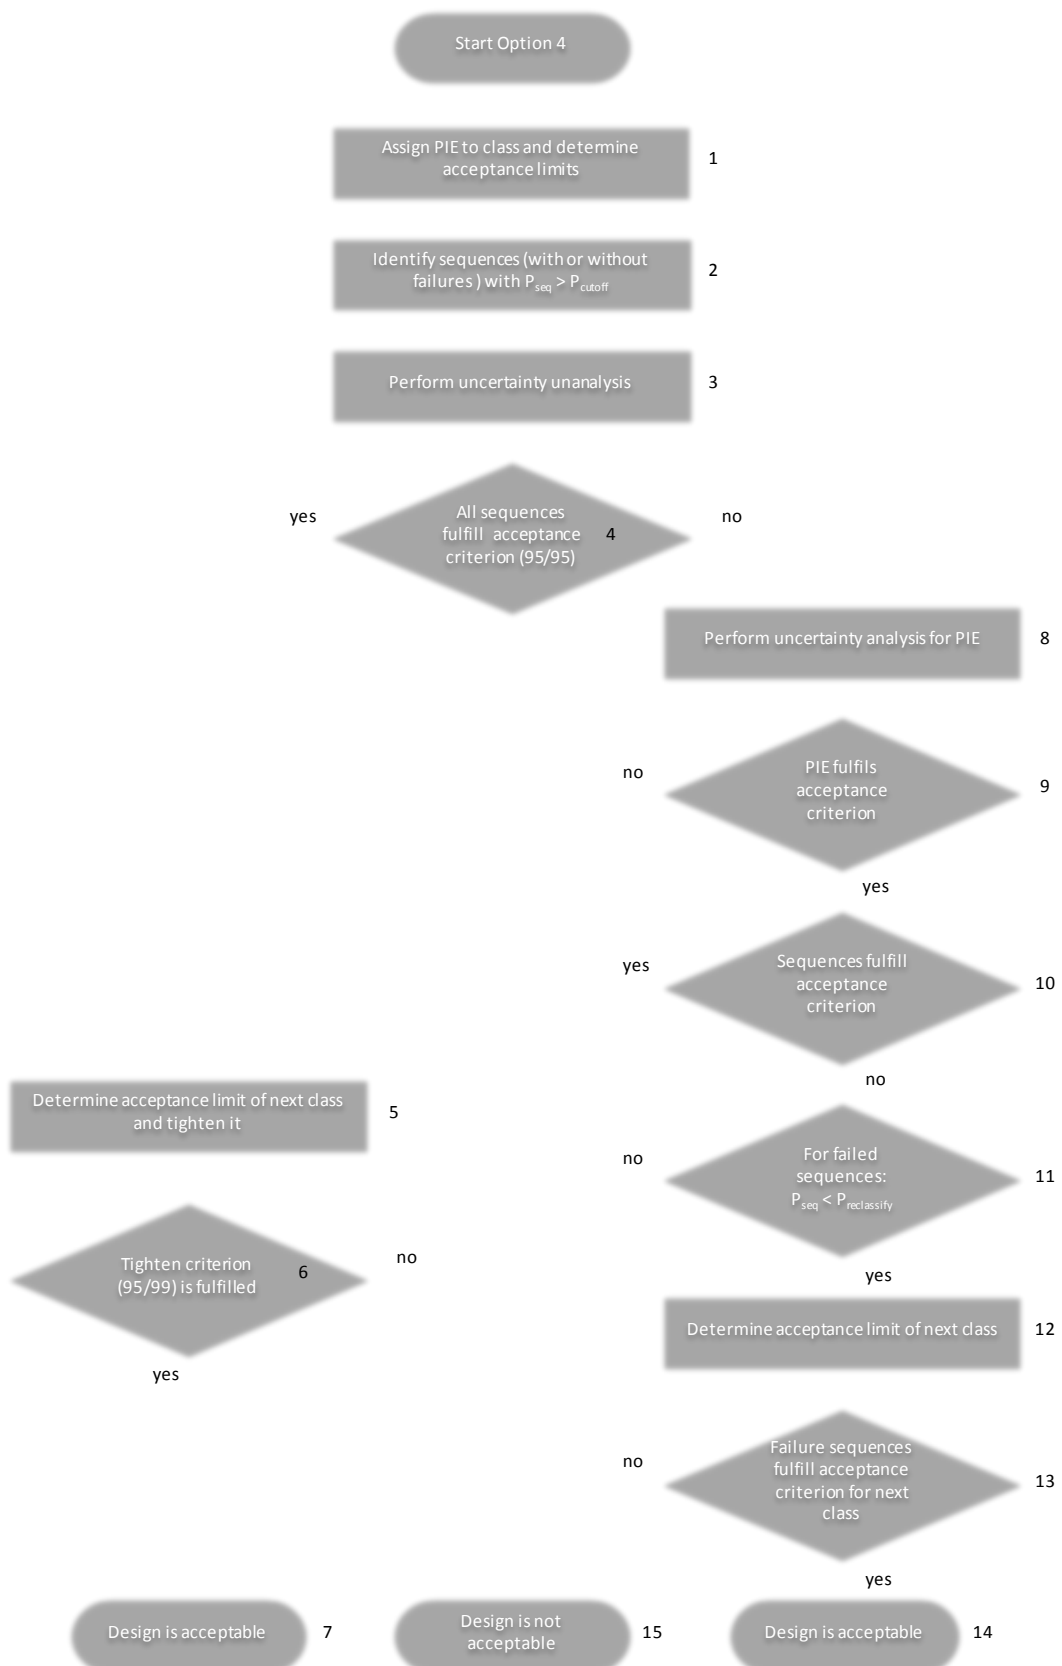 Start Option 4
Assign PIE to class and determine
acceptance limits
1
Identify sequences (with or without
failures ) with Pseq > Pcutoff
2
Perform uncertainty unanalysis
3
yes
All sequences
fulfill acceptance
criterion (95/95)
4
no
Perform uncertainty analysis for PIE
8
no
PIE fulfils
acceptance
criterion
9
yes
yes
Sequences fulfill
acceptance
criterion
10
no
Determine acceptance limit of next class
and tighten it
5
no
For failed
sequences:
Pseq < Preclassify
11
yes
Tighten criterion
(95/99) is fulfilled
6
no
yes
Determine acceptance limit of next class
12
no
Failure sequences
fulfill acceptance
criterion for next
class
13
yes
Design is acceptable
7
Design is not
acceptable
15
Design is acceptable
14